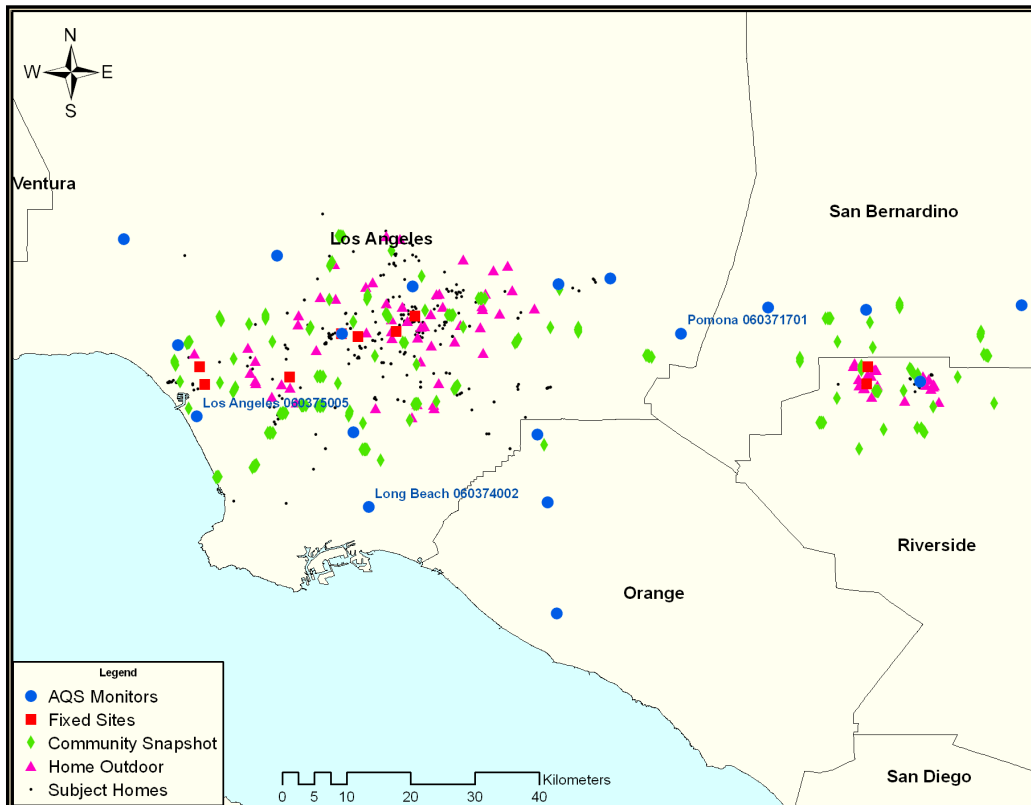 N
W E
S
Ventura
San Bernardino
Los Angeles
Pomona 060371701
Los Angeles 060375005
Long Beach 060374002
Riverside
Orange
Legend
AQS Monitors
Fixed Sites
Community Snapshot
Home Outdoor
Subject Homes
Kilometers
0 5 10 20 30 40
San Diego